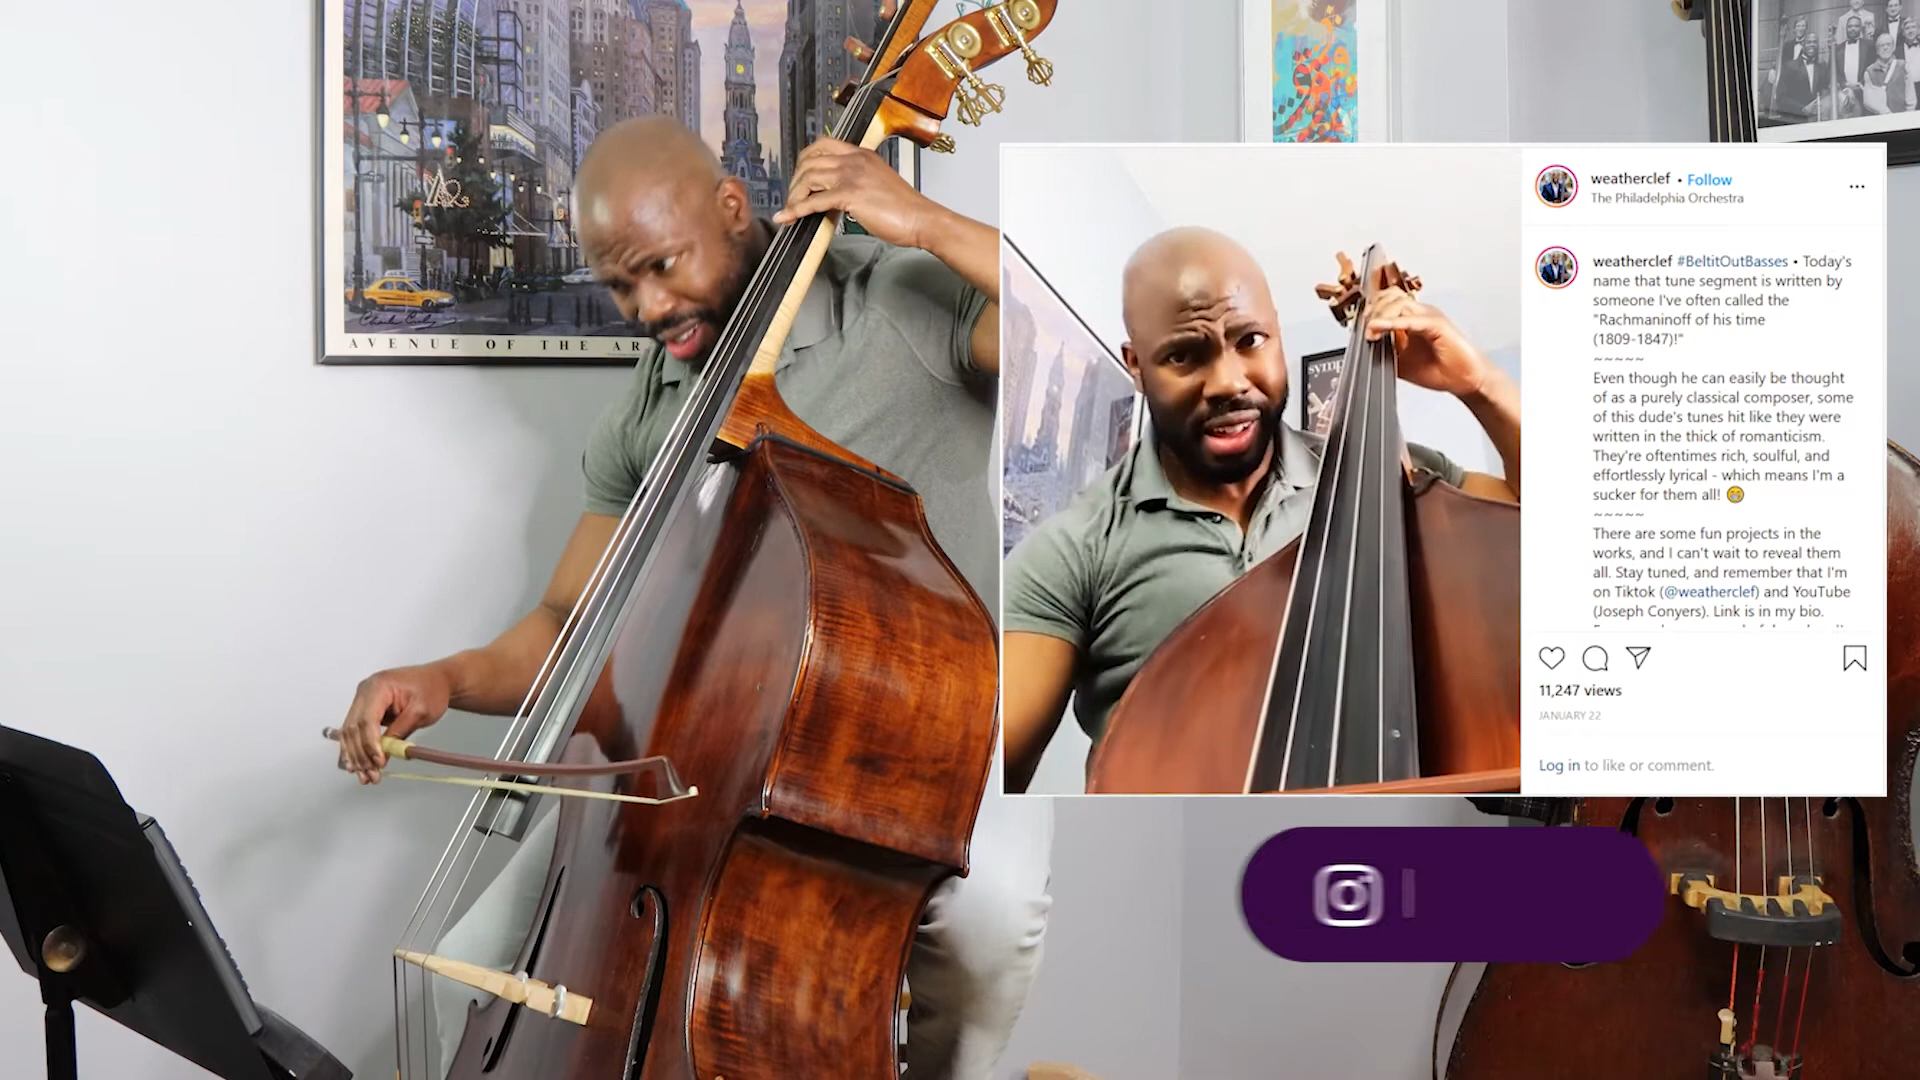 AVENUE OF THE AR
symp
weatherclef • Follow
The Philadelphia Orchestra
weatherclef #BeltitOutBasses • Today's
name that tune segment is written by
someone I've often called the
"Rachmaninoff of his time
(1809-1847)!"
~~~~~
Even though he can easily be thought
of as a purely classical composer, some
of this dude's tunes hit like they were
written in the thick of romanticism.
They're oftentimes rich, soulful, and
effortlessly lyrical - which means I'm a
sucker for them all! 😁
~~~~~
There are some fun projects in the
works, and I can't wait to reveal them
all. Stay tuned, and remember that I'm
on Tiktok (@weatherclef) and YouTube
(Joseph Conyers). Link is in my bio.
11,247 views
JANUARY 22
Log in to like or comment.